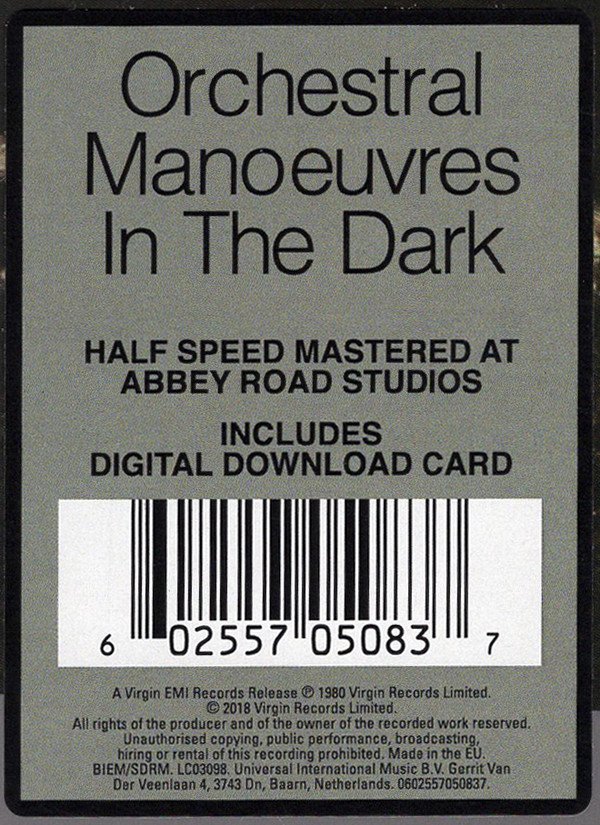 Orchestral
Manoeuvres
In The Dark
HALF SPEED MASTERED AT
ABBEY ROAD STUDIOS
INCLUDES
DIGITAL DOWNLOAD CARD
6 02557 05083 7
A Virgin EMI Records Release ℗ 1980 Virgin Records Limited.
© 2018 Virgin Records Limited.
All rights of the producer and of the owner of the recorded work reserved.
Unauthorised copying, public performance, broadcasting,
hiring or rental of this recording prohibited. Made in the EU.
BIEM/SDRM. LC03098. Universal International Music B.V. Gerrit Van
Der Veenlaan 4, 3743 Dn, Baarn, Netherlands. 0602557050837.